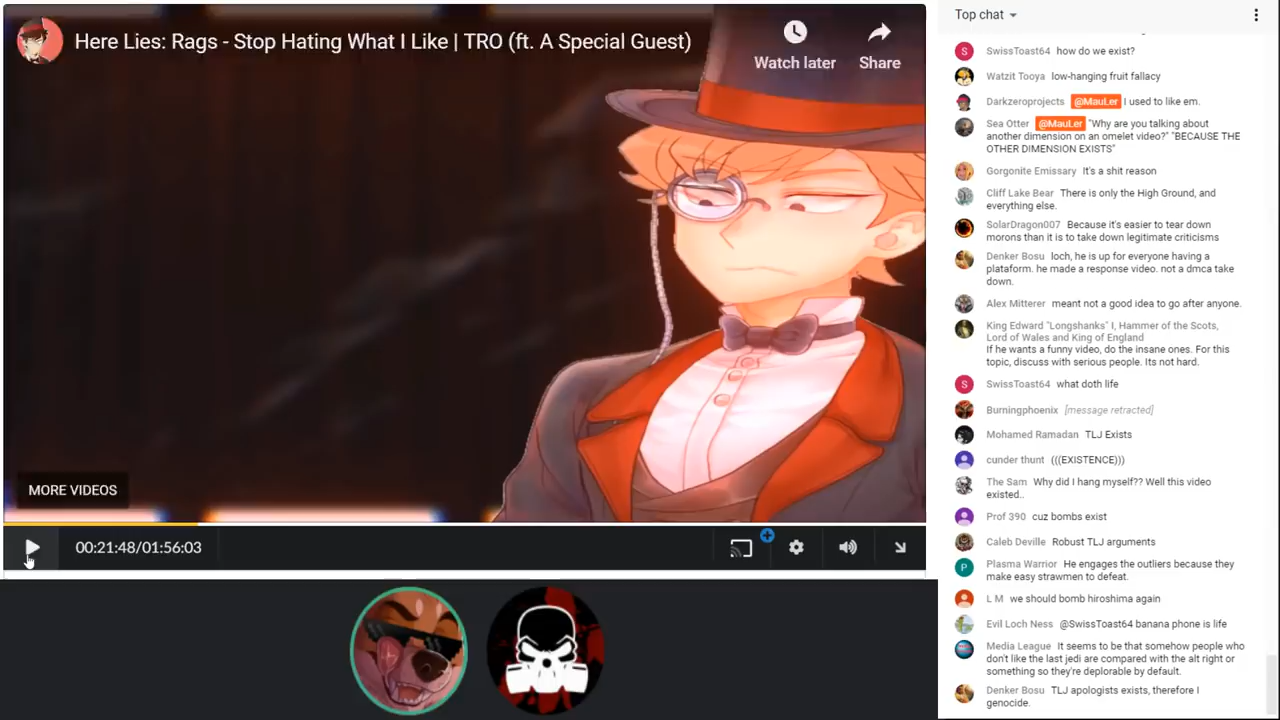 Here Lies: Rags - Stop Hating What I Like | TRO (ft. A Special Guest)
Watch later
Share
MORE VIDEOS
00:21:48/01:56:03
Top chat
S SwissToast64 how do we exist?
Watzit Tooya low-hanging fruit fallacy
Darkzeroprojects @MauLer I used to like em.
Sea Otter @MauLer "Why are you talking about
another dimension on an omelet video?" "BECAUSE THE
OTHER DIMENSION EXISTS"
Gorgonite Emissary It's a shit reason
Cliff Lake Bear There is only the High Ground, and
everything else.
SolarDragon007 Because it's easier to tear down
morons than it is to take down legitimate criticisms
Denker Bosu loch, he is up for everyone having a
plataform. he made a response video. not a dmca take
down.
Alex Mitterer meant not a good idea to go after anyone.
King Edward "Longshanks" I, Hammer of the Scots,
Lord of Wales and King of England
If he wants a funny video, do the insane ones. For this
topic, discuss with serious people. Its not hard.
S SwissToast64 what doth life
Burningphoenix [message retracted]
Mohamed Ramadan TLJ Exists
cunder thunt (((EXISTENCE)))
The Sam Why did I hang myself?? Well this video
existed..
Prof 390 cuz bombs exist
Caleb Deville Robust TLJ arguments
P Plasma Warrior He engages the outliers because they
make easy strawmen to defeat.
L M we should bomb hiroshima again
Evil Loch Ness @SwissToast64 banana phone is life
Media League It seems to be that somehow people who
don't like the last jedi are compared with the alt right or
something so they're deplorable by default.
Denker Bosu TLJ apologists exists, therefore I
genocide.